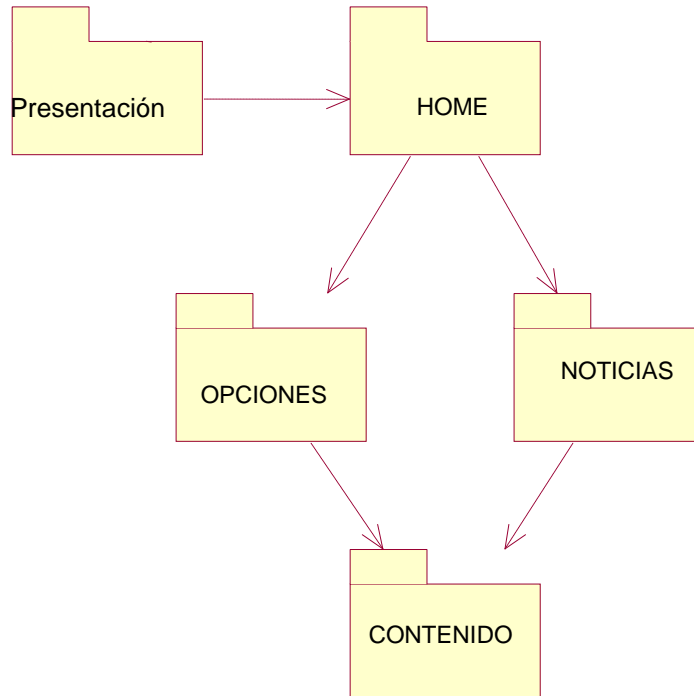 Presentación
HOME
OPCIONES
NOTICIAS
CONTENIDO